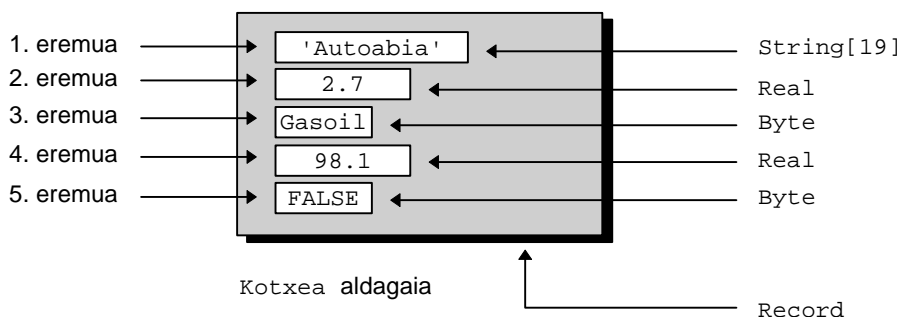 1. eremua 'Autoabia' String[19]
2. eremua 2.7 Real
3. eremua Gasoil Byte
4. eremua 98.1 Real
5. eremua FALSE Byte
Kotxea aldagaia
Record